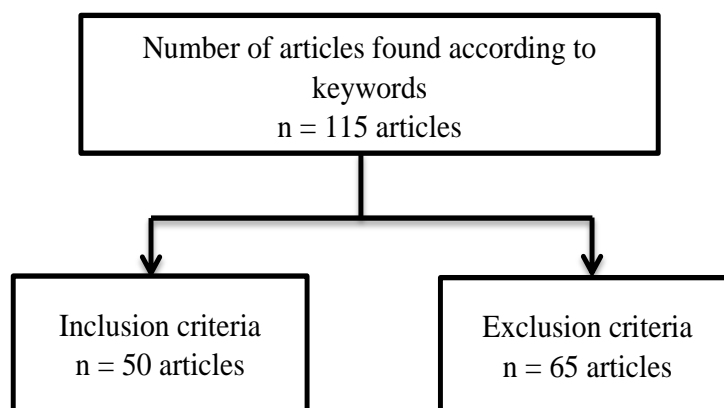 Number of articles found according to
keywords
n = 115 articles
Inclusion criteria
n = 50 articles
Exclusion criteria
n = 65 articles